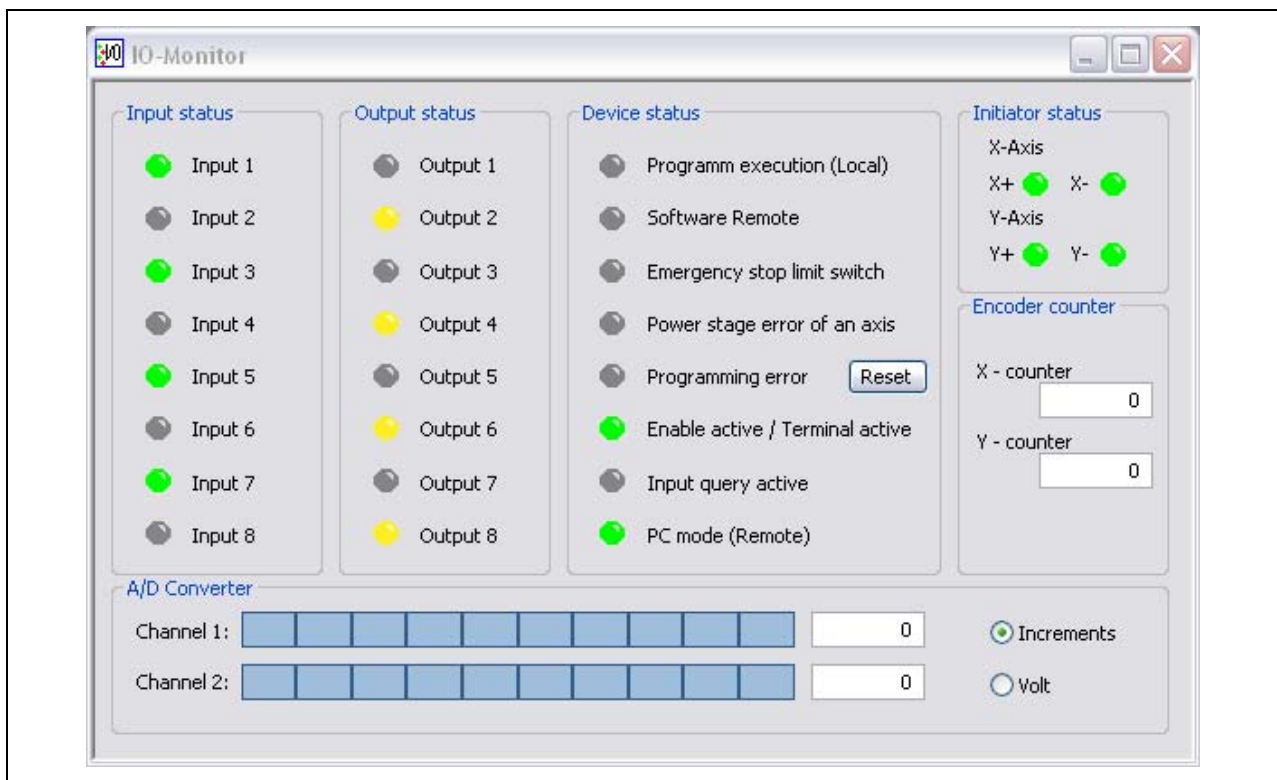 IO-Monitor
Input status
Input 1
Input 2
Input 3
Input 4
Input 5
Input 6
Input 7
Input 8
Output status
Output 1
Output 2
Output 3
Output 4
Output 5
Output 6
Output 7
Output 8
Device status
Programm execution (Local)
Software Remote
Emergency stop limit switch
Power stage error of an axis
Programming error Reset
Enable active / Terminal active
Input query active
PC mode (Remote)
Initiator status
X-Axis
X+ X-
Y-Axis
Y+ Y-
Encoder counter
X - counter
0
Y - counter
0
A/D Converter
Channel 1: 0
Channel 2: 0
Increments
Volt